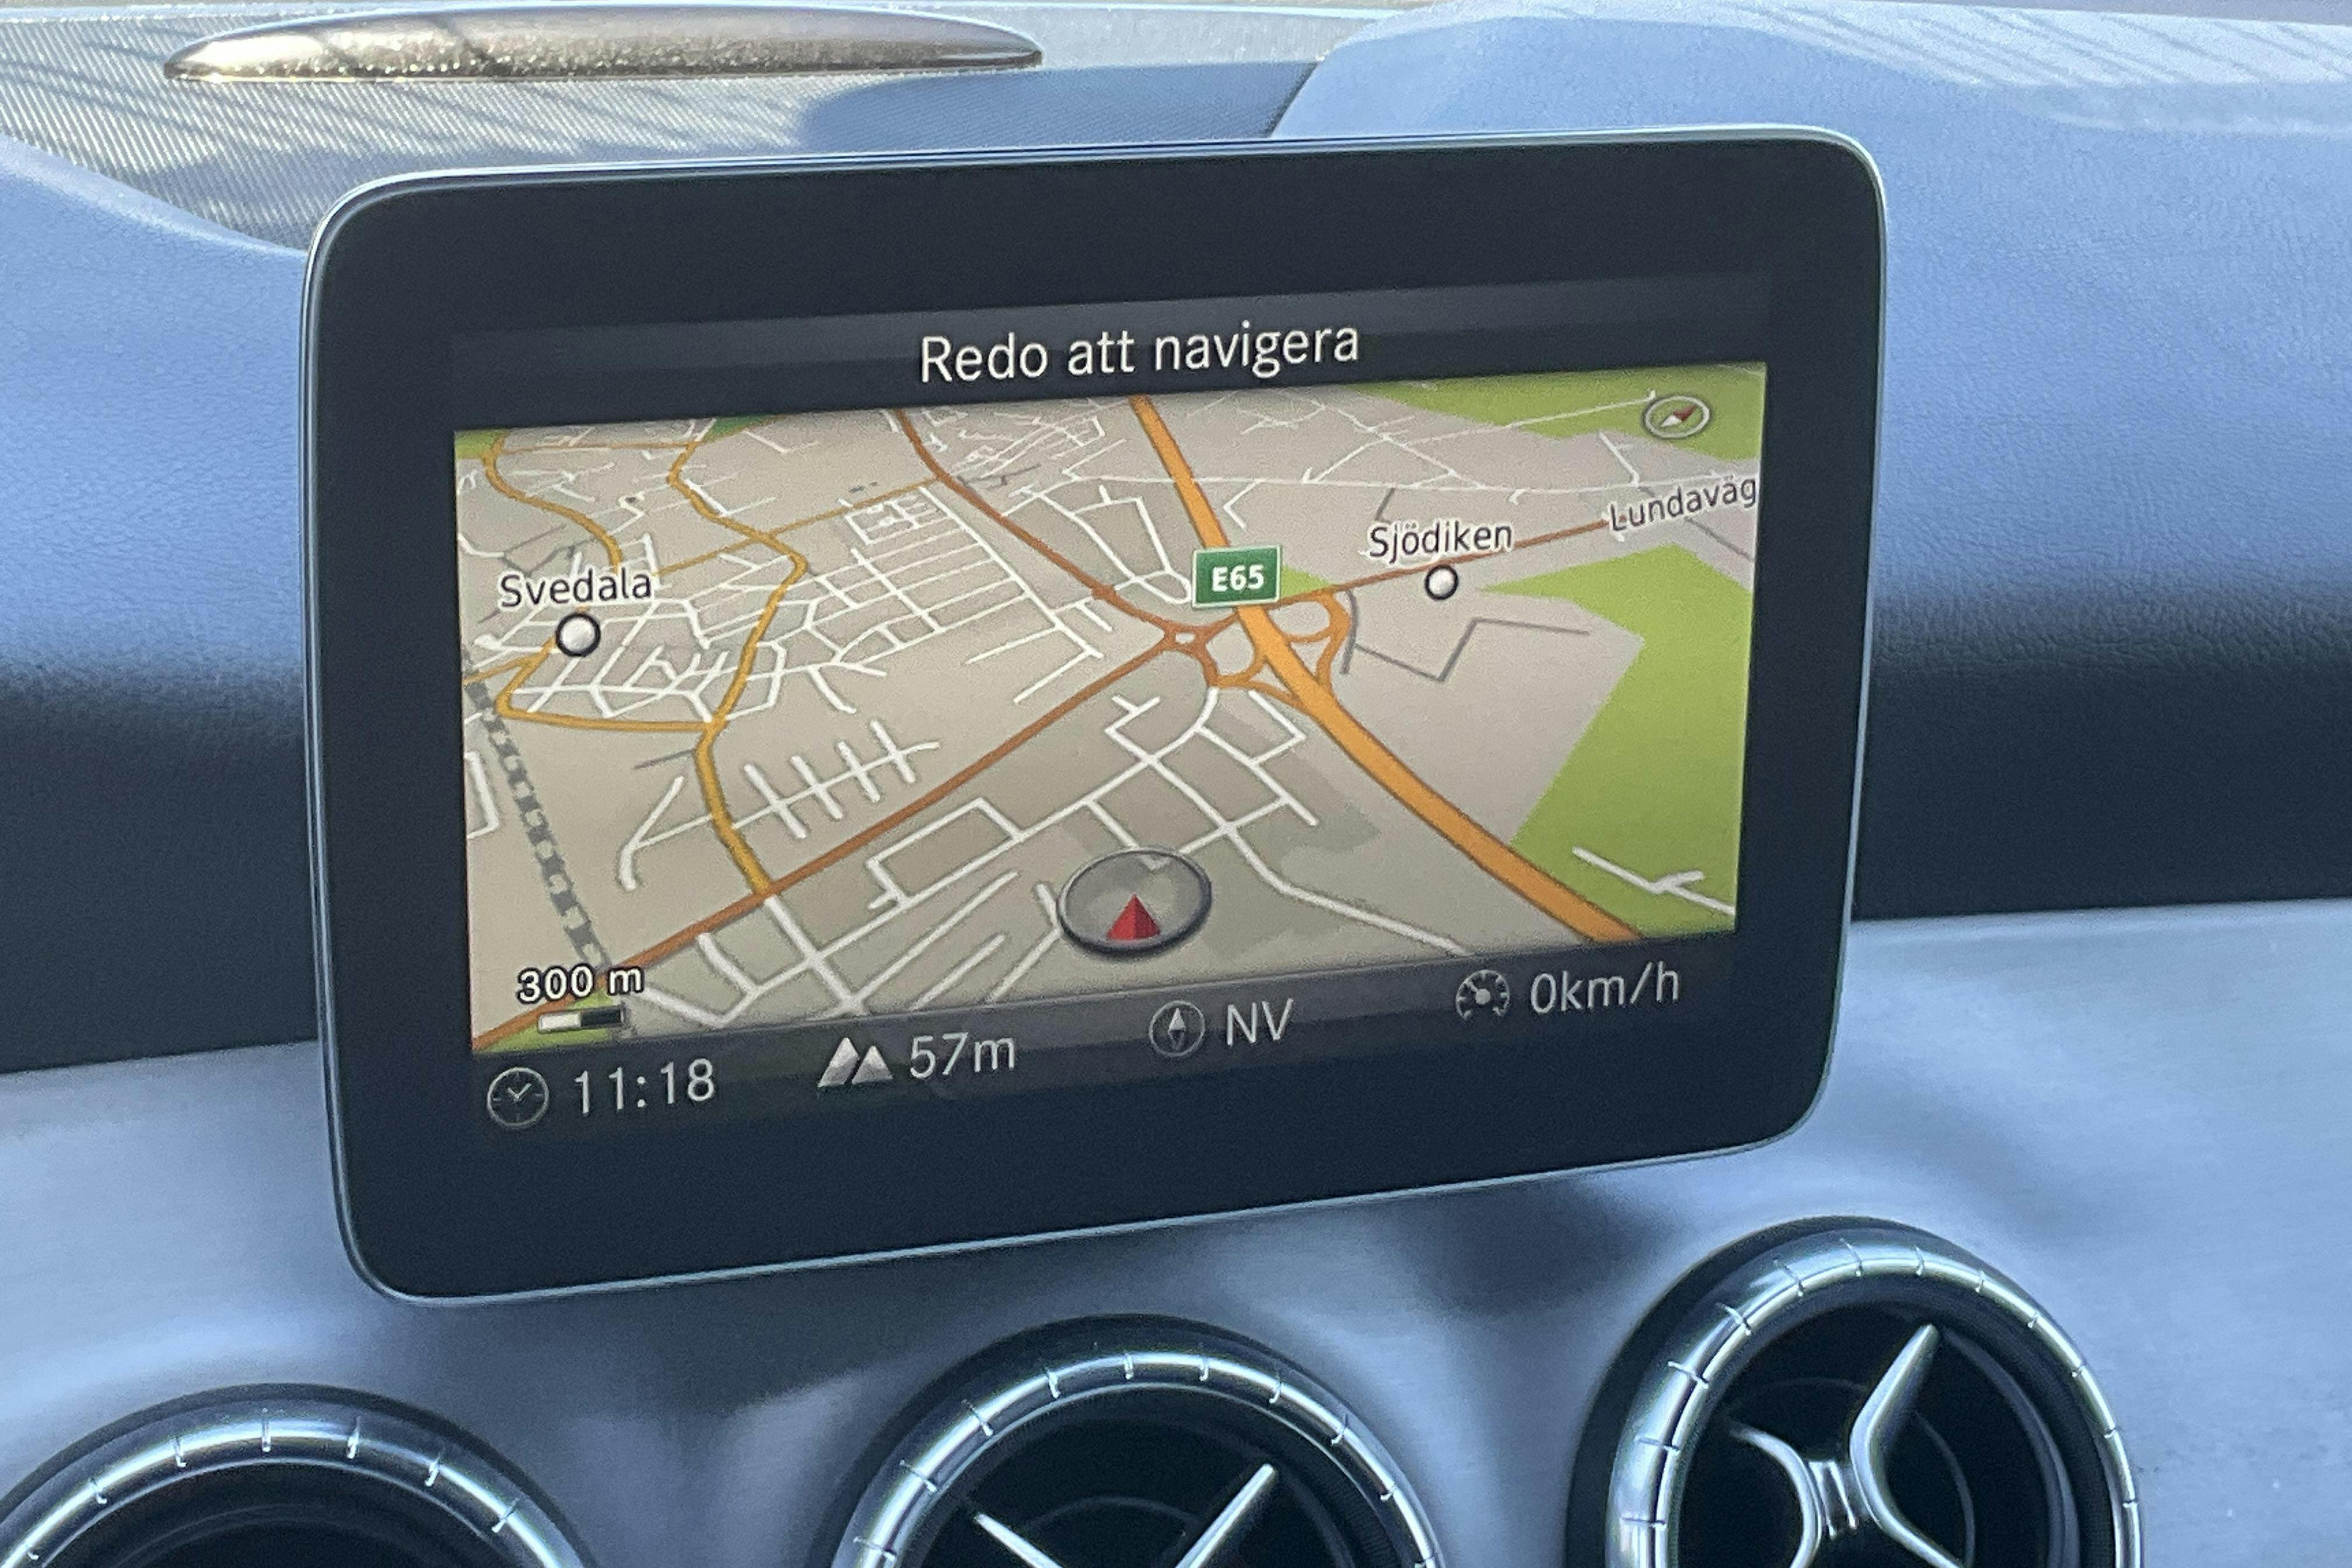 Redo att navigera
Lundaväg
Sjödiken
E65
Svedala
300 m
11:18 57m NV 0km/h